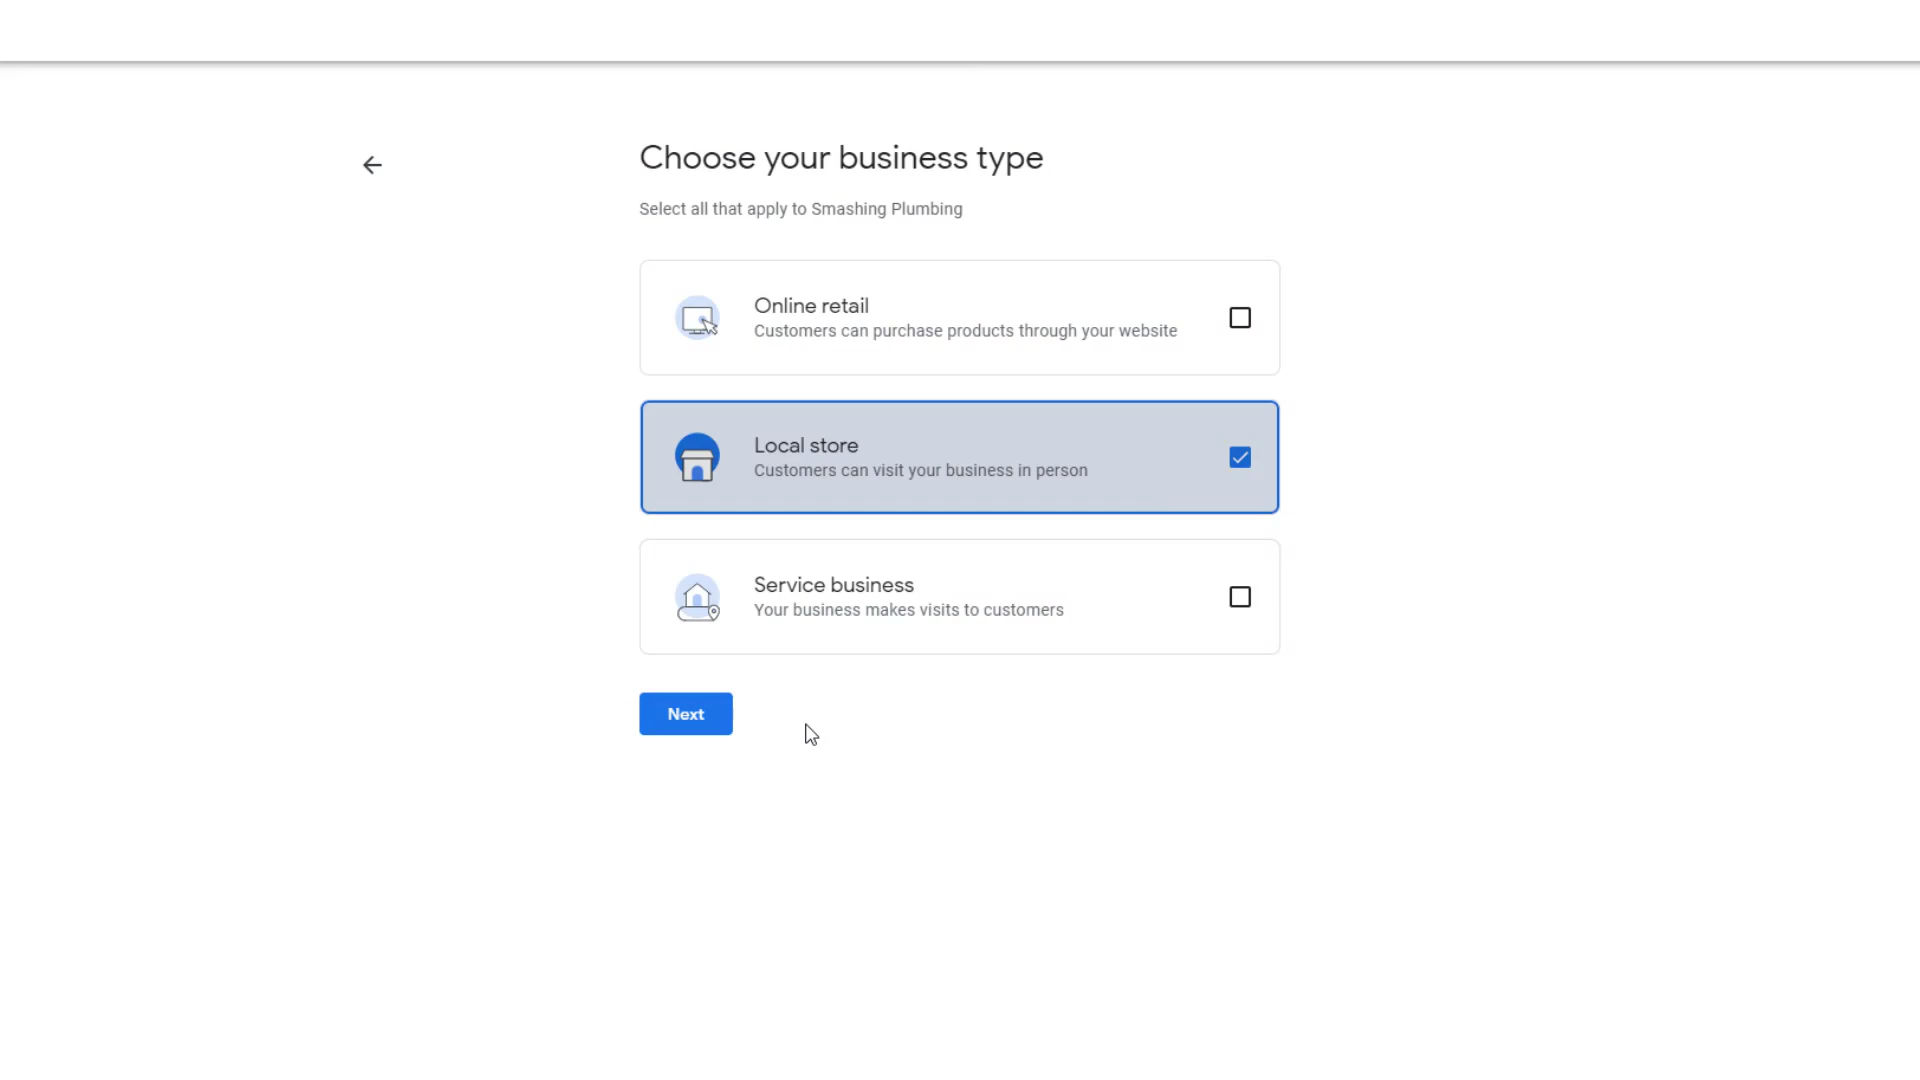 Choose your business type
Select all that apply to Smashing Plumbing
Online retail
Customers can purchase products through your website
Local store
Customers can visit your business in person
Service business
Your business makes visits to customers
Next